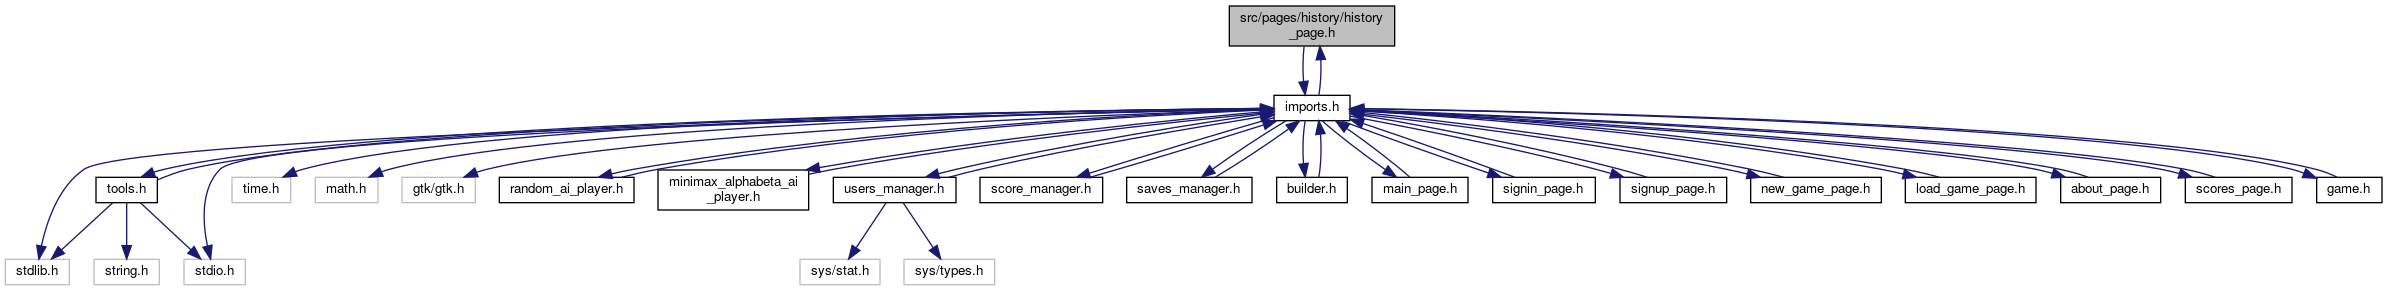 src/pages/history/history
_page.h
imports.h
tools.h
time.h
math.h
gtk/gtk.h
random_ai_player.h
minimax_alphabeta_ai
_player.h
users_manager.h
score_manager.h
saves_manager.h
builder.h
main_page.h
signin_page.h
signup_page.h
new_game_page.h
load_game_page.h
about_page.h
scores_page.h
game.h
stdlib.h
string.h
stdio.h
sys/stat.h
sys/types.h